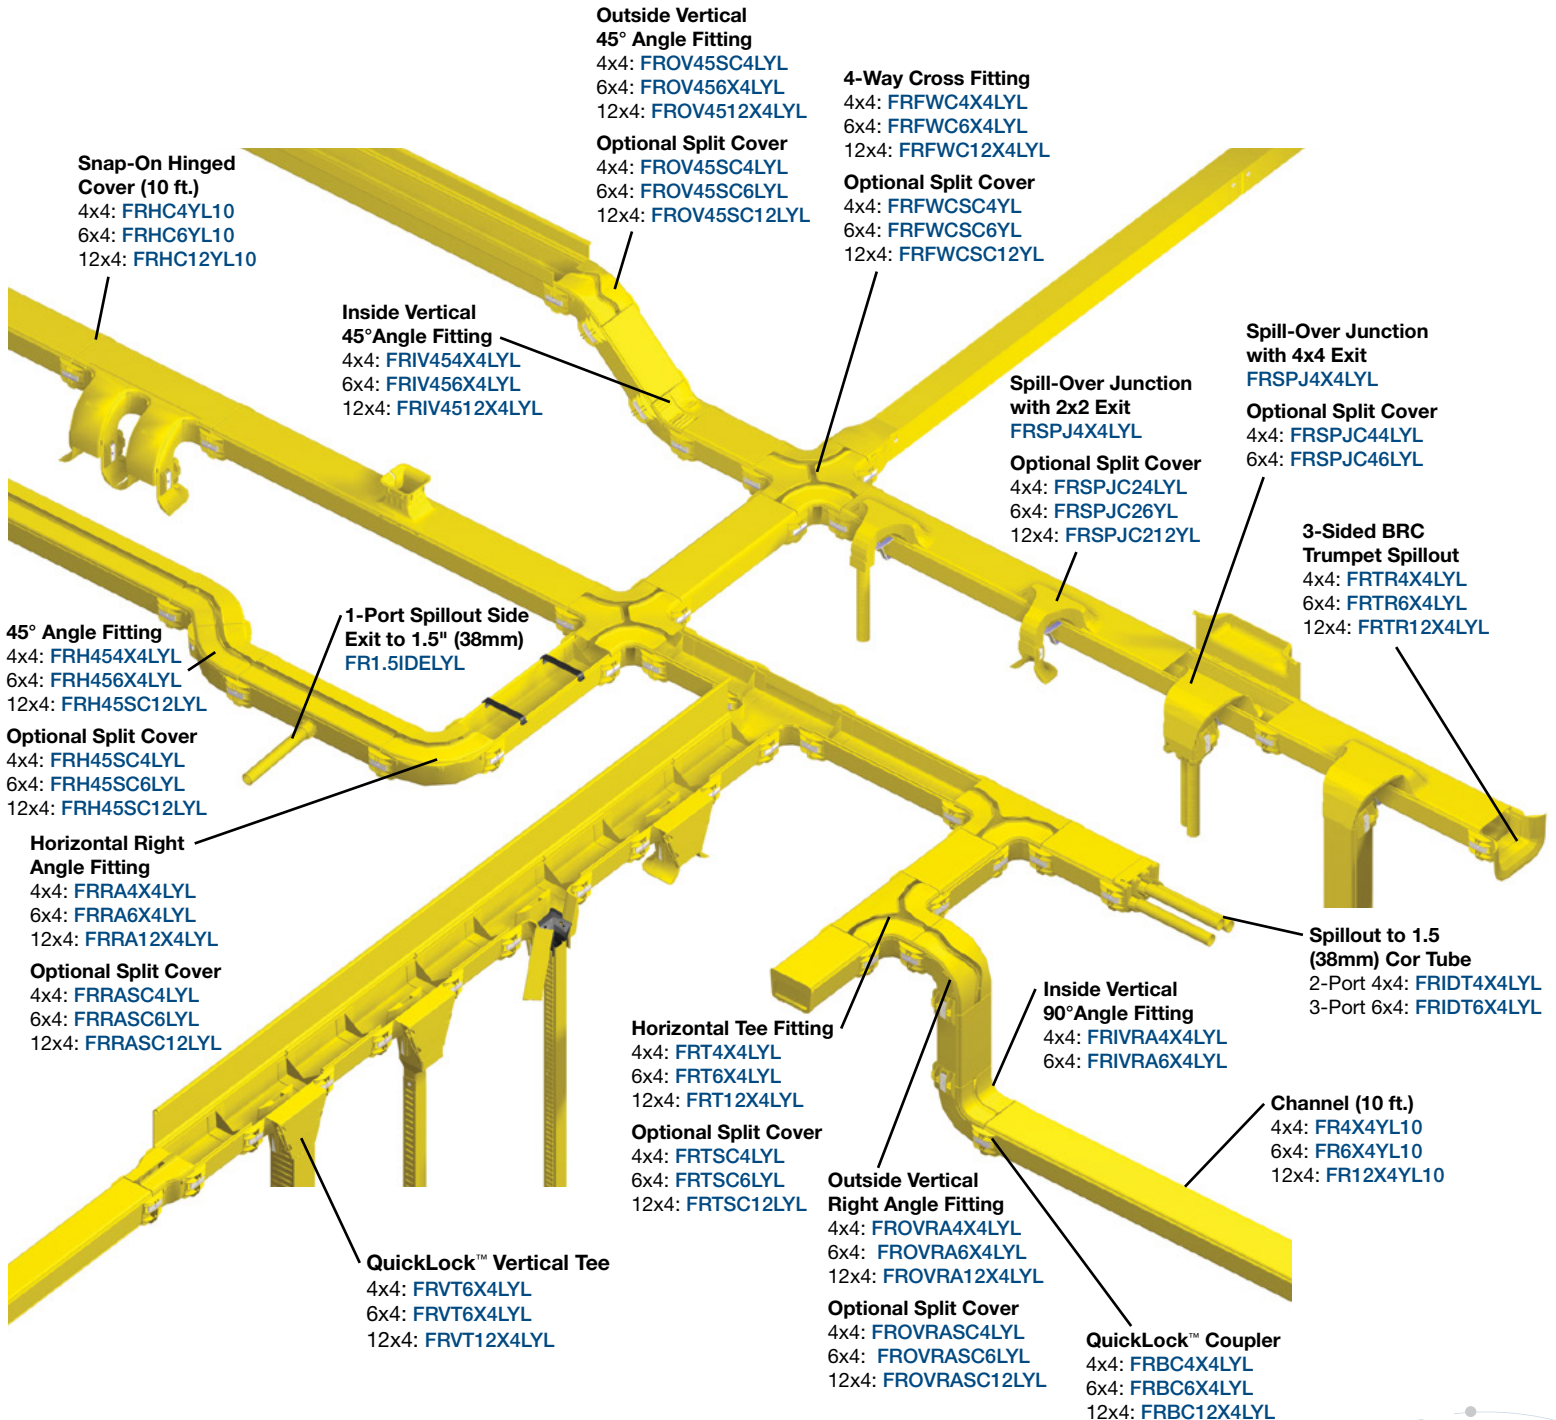 Outside Vertical
45° Angle Fitting
4x4: FROV45SC4LYL
6x4: FROV456X4LYL
12x4: FROV4512X4LYL
Optional Split Cover
4x4: FROV45SC4LYL
6x4: FROV45SC6LYL
12x4: FROV45SC12LYL
4-Way Cross Fitting
4x4: FRFWC4X4LYL
6x4: FRFWC6X4LYL
12x4: FRFWC12X4LYL
Optional Split Cover
4x4: FRFWCSC4YL
6x4: FRFWCSC6YL
12x4: FRFWCSC12YL
Snap-On Hinged
Cover (10 ft.)
4x4: FRHC4YL10
6x4: FRHC6YL10
12x4: FRHC12YL10
Inside Vertical
45°Angle Fitting
4x4: FRIV454X4LYL
6x4: FRIV456X4LYL
12x4: FRIV4512X4LYL
Spill-Over Junction
with 2x2 Exit
FRSPJ4X4LYL
Optional Split Cover
4x4: FRSPJC24LYL
6x4: FRSPJC26YL
12x4: FRSPJC212YL
Spill-Over Junction
with 4x4 Exit
FRSPJ4X4LYL
Optional Split Cover
4x4: FRSPJC44LYL
6x4: FRSPJC46LYL
3-Sided BRC
Trumpet Spillout
4x4: FRTR4X4LYL
6x4: FRTR6X4LYL
12x4: FRTR12X4LYL
45° Angle Fitting
4x4: FRH454X4LYL
6x4: FRH456X4LYL
12x4: FRH45SC12LYL
Optional Split Cover
4x4: FRH45SC4LYL
6x4: FRH45SC6LYL
12x4: FRH45SC12LYL
1-Port Spillout Side
Exit to 1.5" (38mm)
FR1.5IDELYL
Horizontal Right
Angle Fitting
4x4: FRRA4X4LYL
6x4: FRRA6X4LYL
12x4: FRRA12X4LYL
Optional Split Cover
4x4: FRRASC4LYL
6x4: FRRASC6LYL
12x4: FRRASC12LYL
Spillout to 1.5
(38mm) Cor Tube
2-Port 4x4: FRIDT4X4LYL
3-Port 6x4: FRIDT6X4LYL
Inside Vertical
90°Angle Fitting
4x4: FRIVRA4X4LYL
6x4: FRIVRA6X4LYL
Horizontal Tee Fitting
4x4: FRT4X4LYL
6x4: FRT6X4LYL
12x4: FRT12X4LYL
Optional Split Cover
4x4: FRTSC4LYL
6x4: FRTSC6LYL
12x4: FRTSC12LYL
Channel (10 ft.)
4x4: FR4X4YL10
6x4: FR6X4YL10
12x4: FR12X4YL10
Outside Vertical
Right Angle Fitting
4x4: FROVRA4X4LYL
6x4: FROVRA6X4LYL
12x4: FROVRA12X4LYL
Optional Split Cover
4x4: FROVRASC4LYL
6x4: FROVRASC6LYL
12x4: FROVRASC12LYL
QuickLock™ Vertical Tee
4x4: FRVT6X4LYL
6x4: FRVT6X4LYL
12x4: FRVT12X4LYL
QuickLock™ Coupler
4x4: FRBC4X4LYL
6x4: FRBC6X4LYL
12x4: FRBC12X4LYL